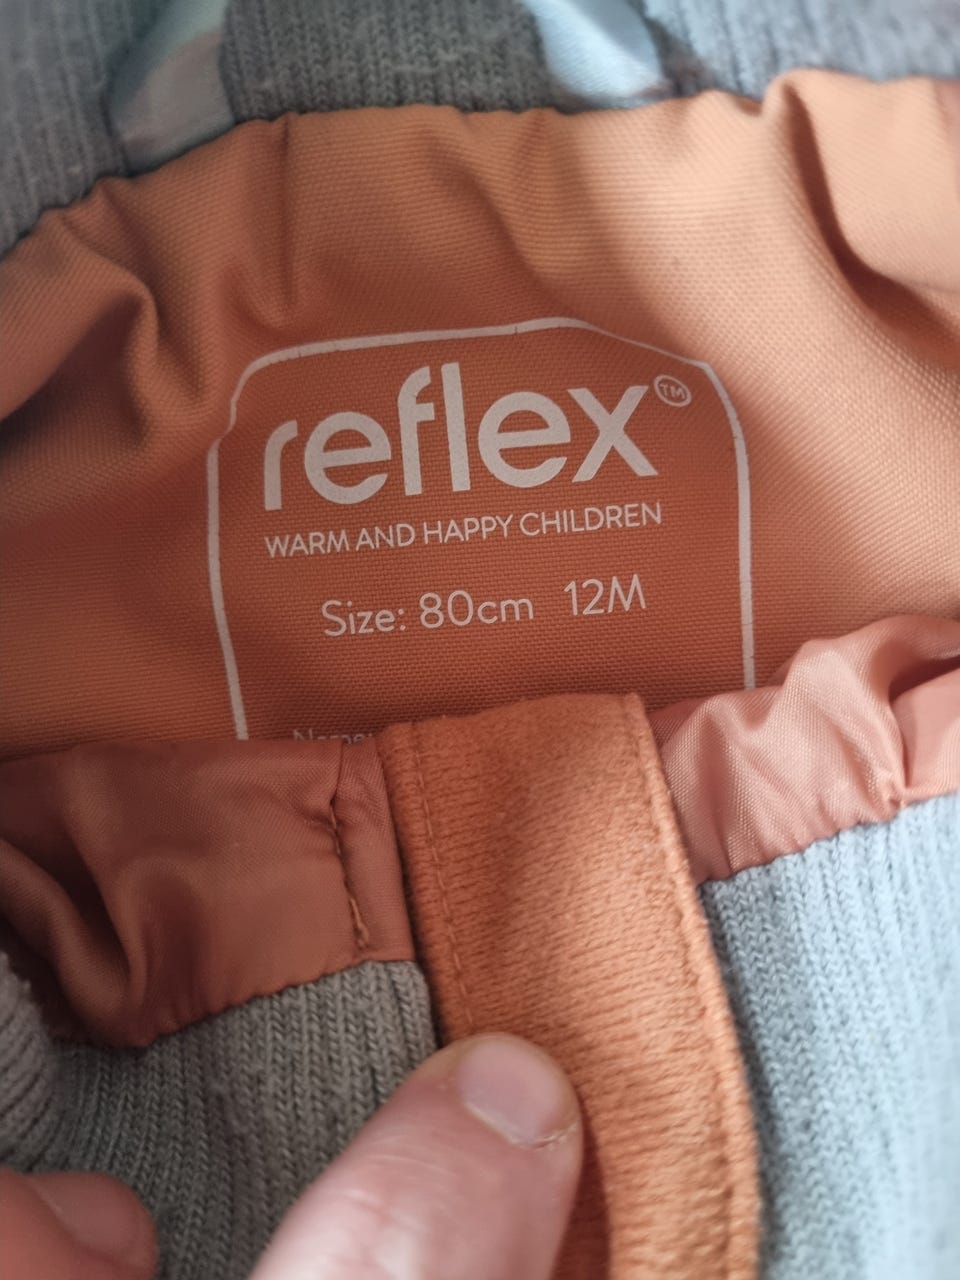 reflex™
WARM AND HAPPY CHILDREN
Size: 80cm 12M